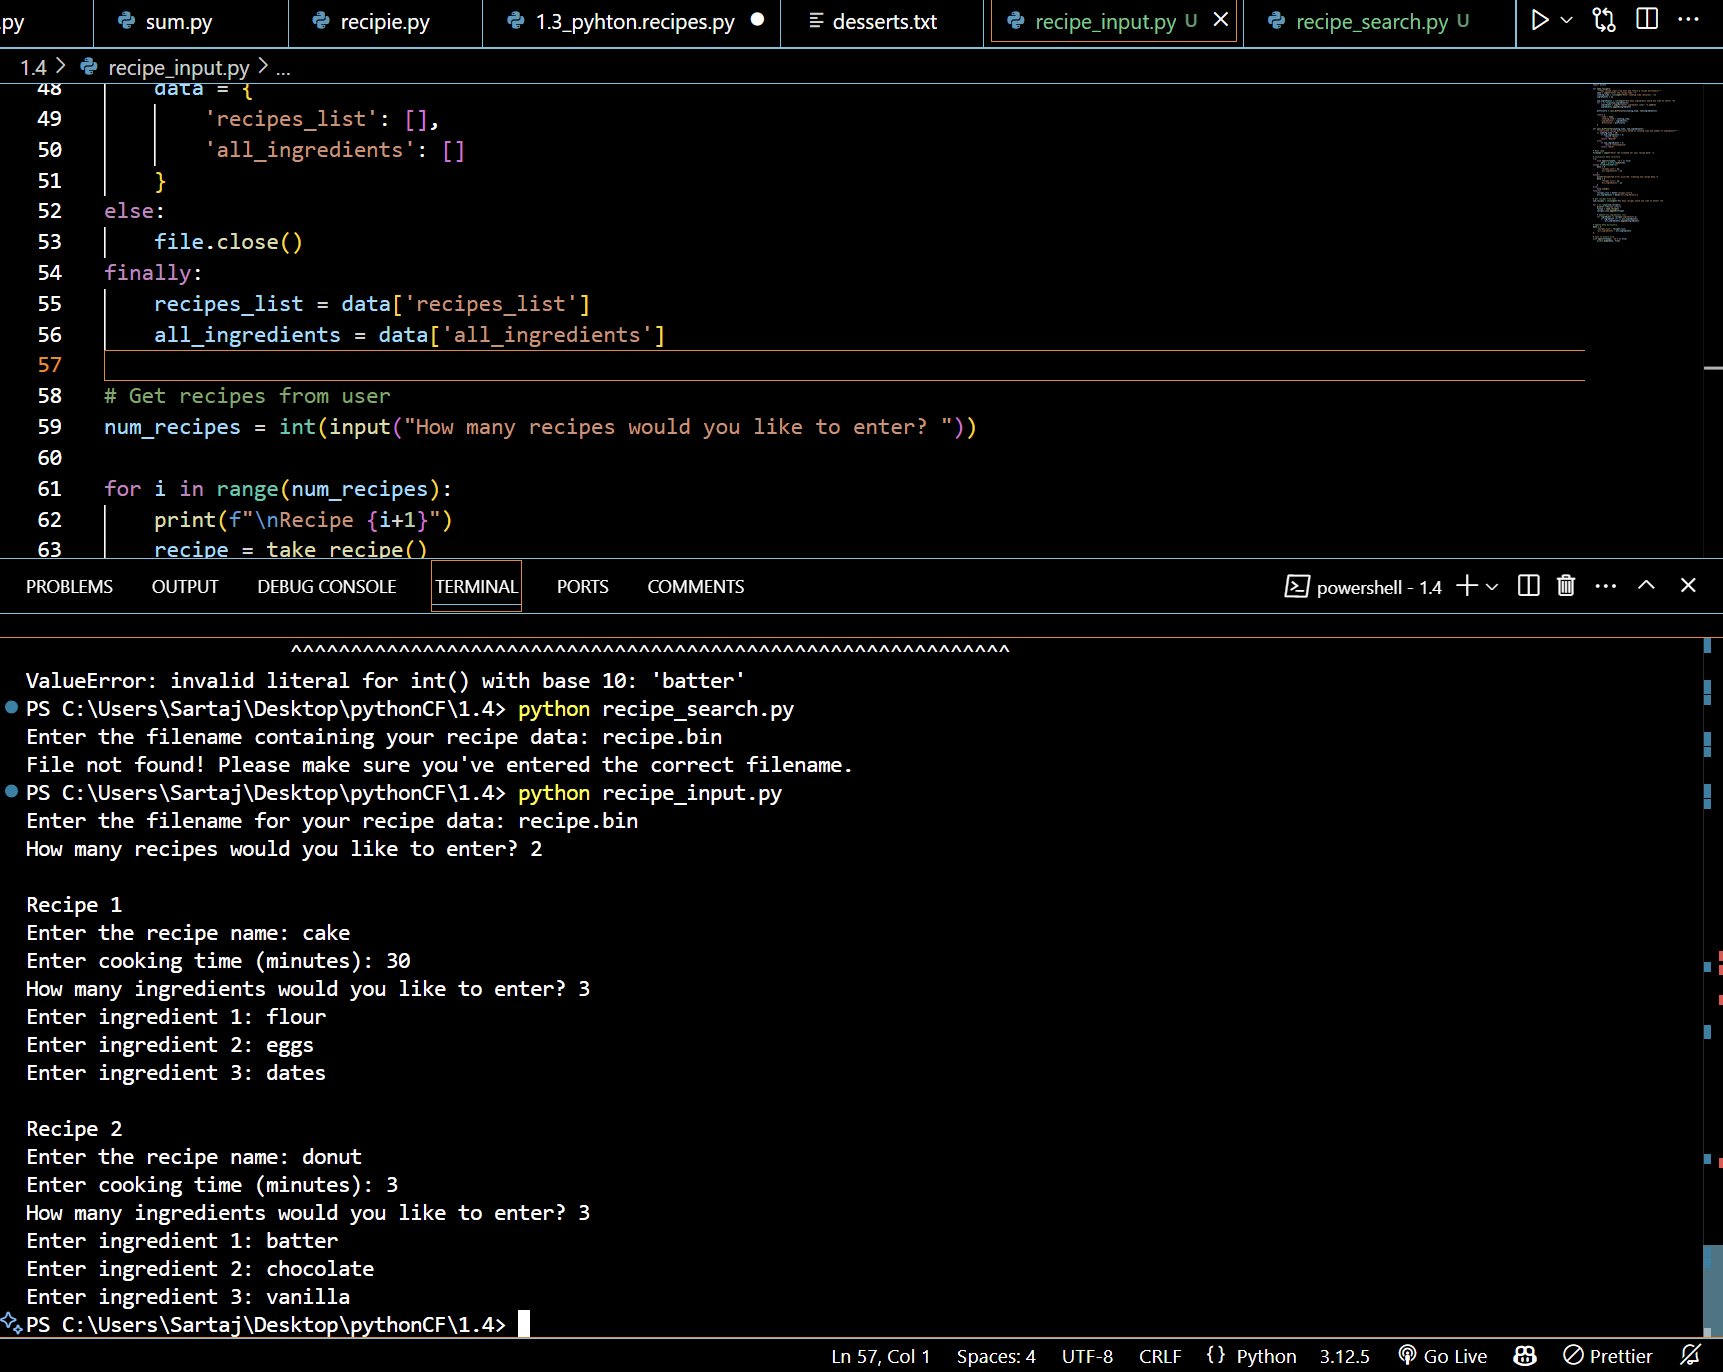 .py sum.py recipie.py 1.3_pyhton.recipes.py desserts.txt recipe_input.py U recipe_search.py U
1.4 > recipe_input.py > ...
48 data = {
49 'recipes_list': [],
50 'all_ingredients': []
51 }
52 else:
53 file.close()
54 finally:
55 recipes_list = data['recipes_list']
56 all_ingredients = data['all_ingredients']
57
58 # Get recipes from user
59 num_recipes = int(input("How many recipes would you like to enter? "))
60
61 for i in range(num_recipes):
62 print(f"\nRecipe {i+1}")
63 recipe = take_recipe()
PROBLEMS OUTPUT DEBUG CONSOLE TERMINAL PORTS COMMENTS powershell - 1.4
^^^^^^^^^^^^^^^^^^^^^^^^^^^^^^^^^^^^^^^^^^^^^^^^^^^^^^^^^^^^
ValueError: invalid literal for int() with base 10: 'batter'
PS C:\Users\Sartaj\Desktop\pythonCF\1.4> python recipe_search.py
Enter the filename containing your recipe data: recipe.bin
File not found! Please make sure you've entered the correct filename.
PS C:\Users\Sartaj\Desktop\pythonCF\1.4> python recipe_input.py
Enter the filename for your recipe data: recipe.bin
How many recipes would you like to enter? 2
Recipe 1
Enter the recipe name: cake
Enter cooking time (minutes): 30
How many ingredients would you like to enter? 3
Enter ingredient 1: flour
Enter ingredient 2: eggs
Enter ingredient 3: dates
Recipe 2
Enter the recipe name: donut
Enter cooking time (minutes): 3
How many ingredients would you like to enter? 3
Enter ingredient 1: batter
Enter ingredient 2: chocolate
Enter ingredient 3: vanilla
PS C:\Users\Sartaj\Desktop\pythonCF\1.4>
Ln 57, Col 1 Spaces: 4 UTF-8 CRLF {} Python 3.12.5 Go Live Prettier